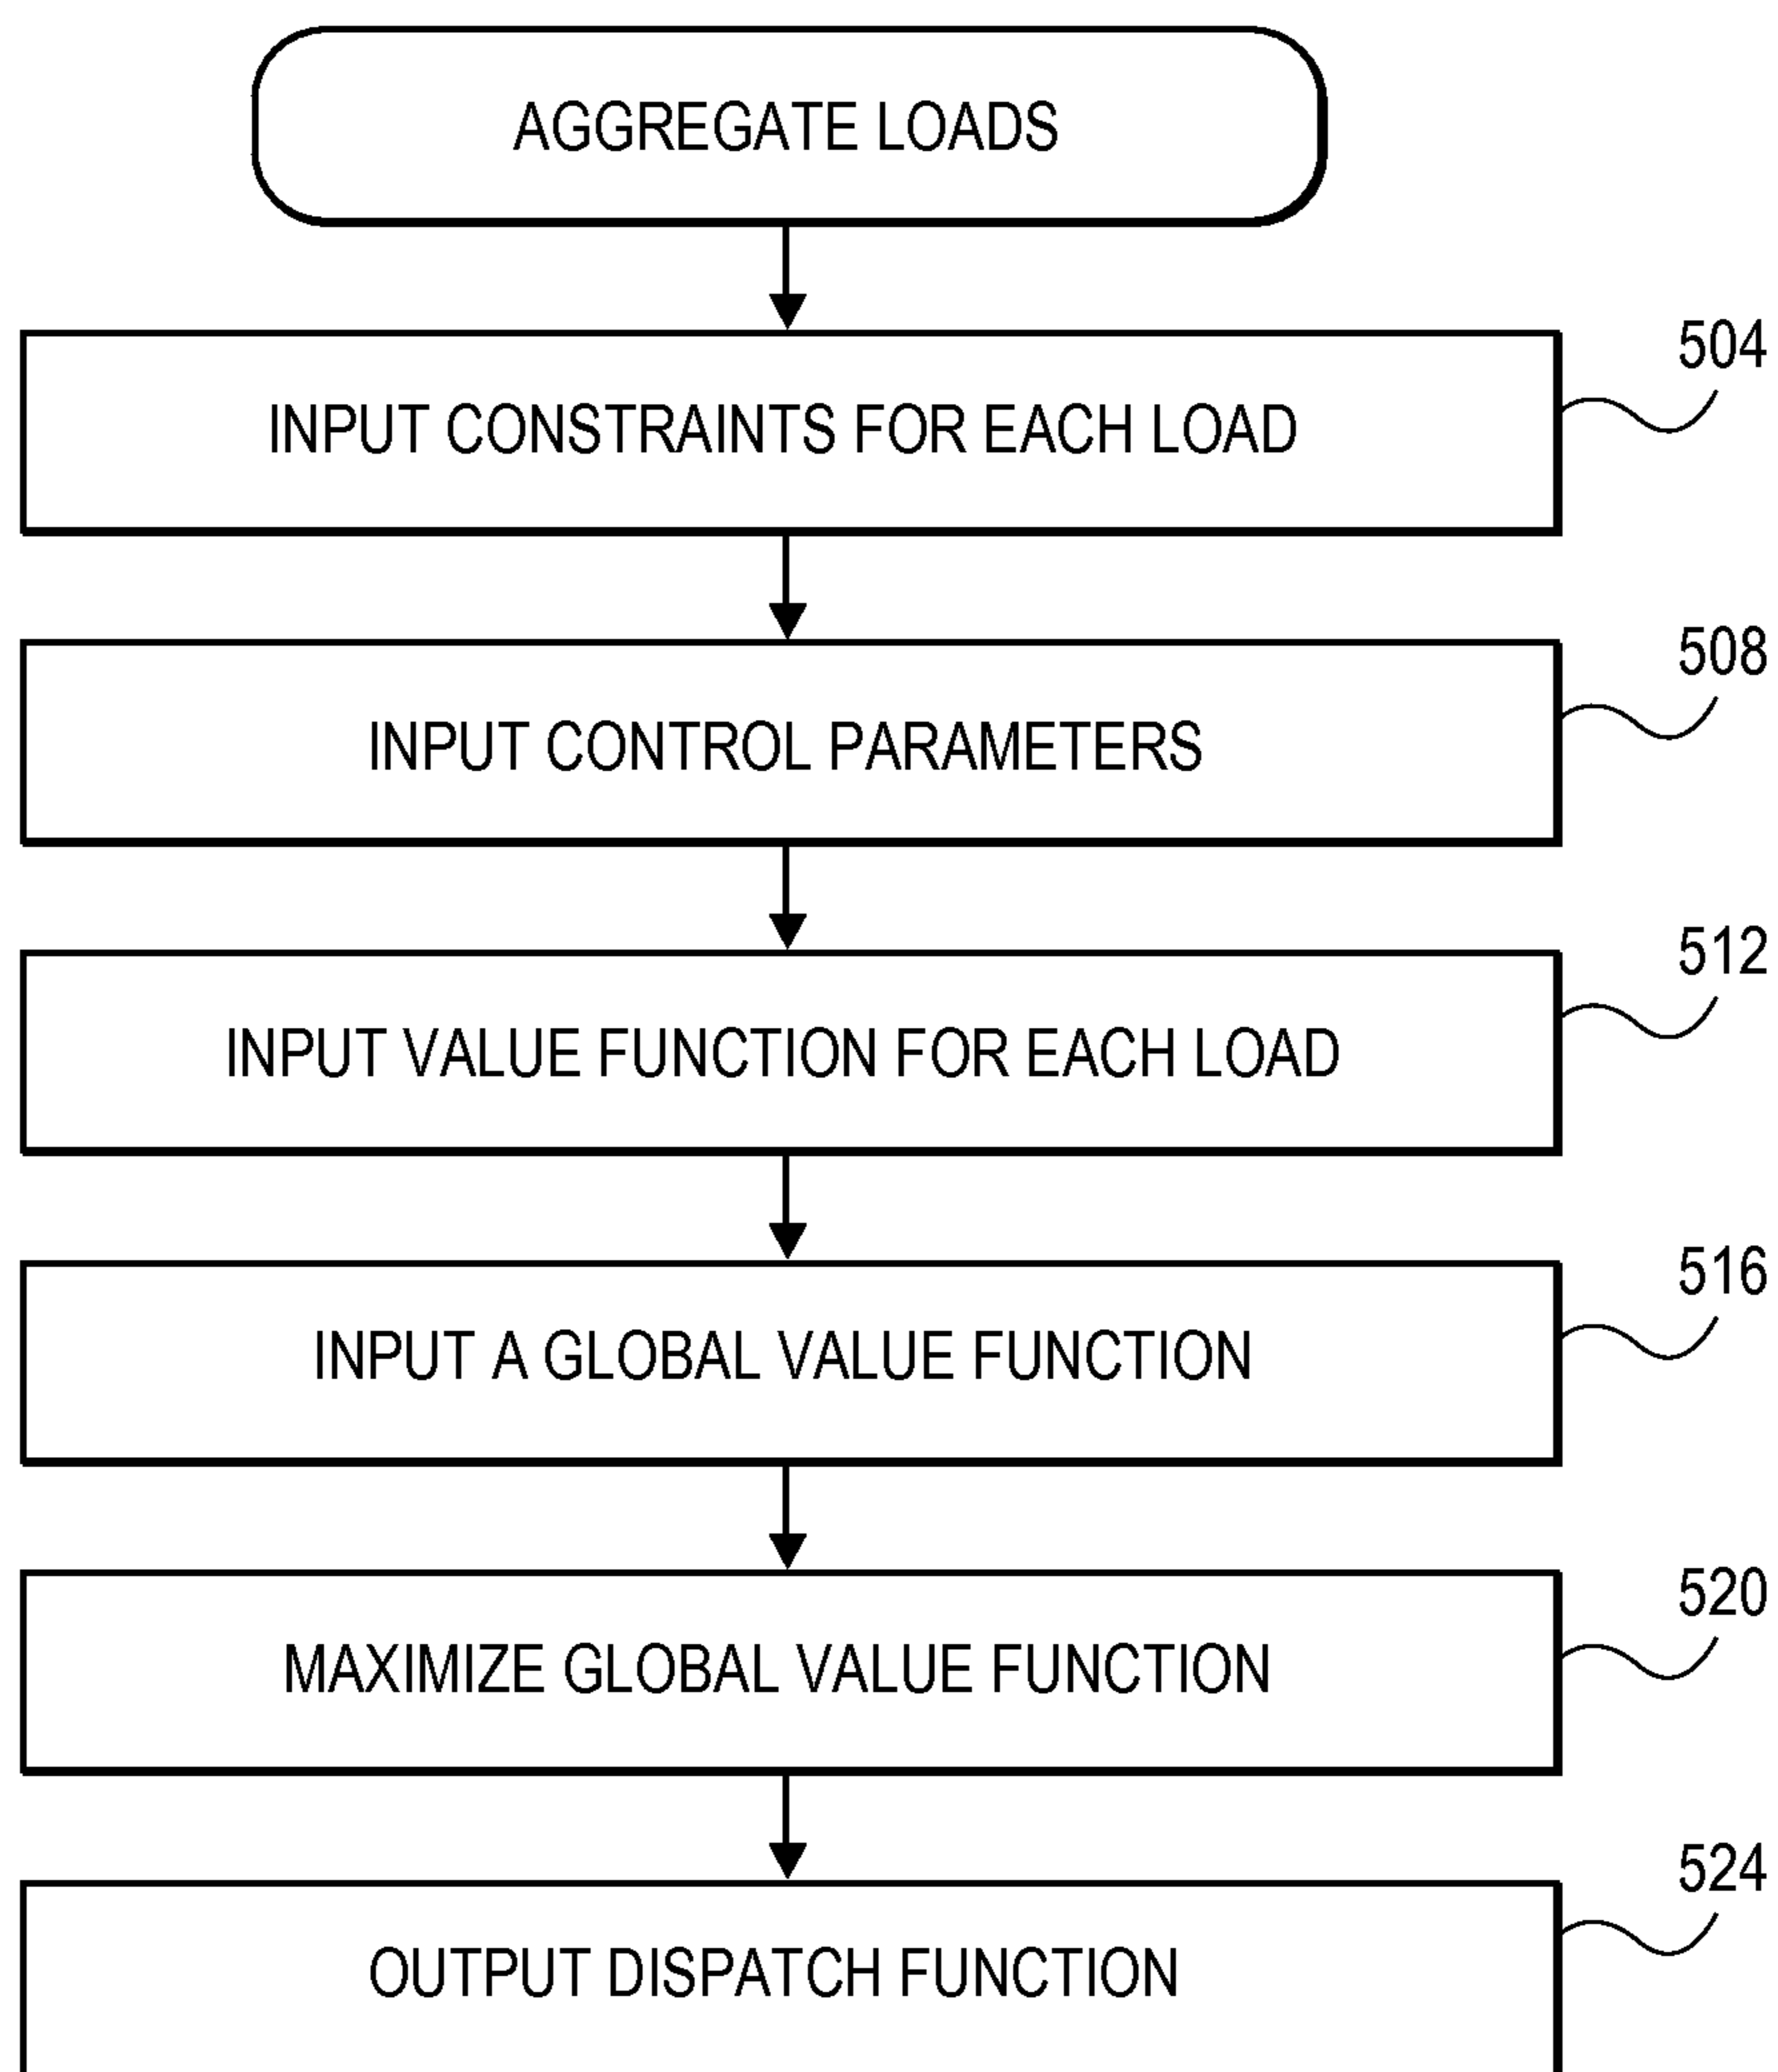 AGGREGATE LOADS
504
INPUT CONSTRAINTS FOR EACH LOAD
508
INPUT CONTROL PARAMETERS
512
INPUT VALUE FUNCTION FOR EACH LOAD
516
INPUT A GLOBAL VALUE FUNCTION
520
MAXIMIZE GLOBAL VALUE FUNCTION
524
OUTPUT DISPATCH FUNCTION